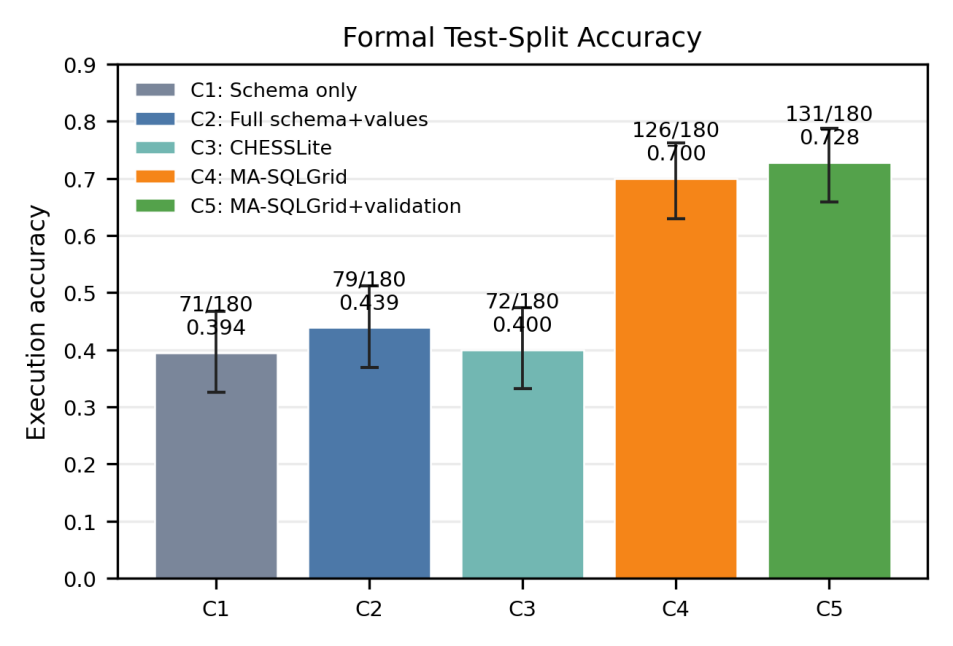 Formal Test-Split Accuracy
Execution accuracy
0.9
0.8
0.7
0.6
0.5
0.4
0.3
0.2
0.1
0.0
C1: Schema only
C2: Full schema+values
C3: CHESSLite
C4: MA-SQLGrid
C5: MA-SQLGrid+validation
71/180
0.394
79/180
0.439
72/180
0.400
126/180
0.700
131/180
0.728
C1
C2
C3
C4
C5